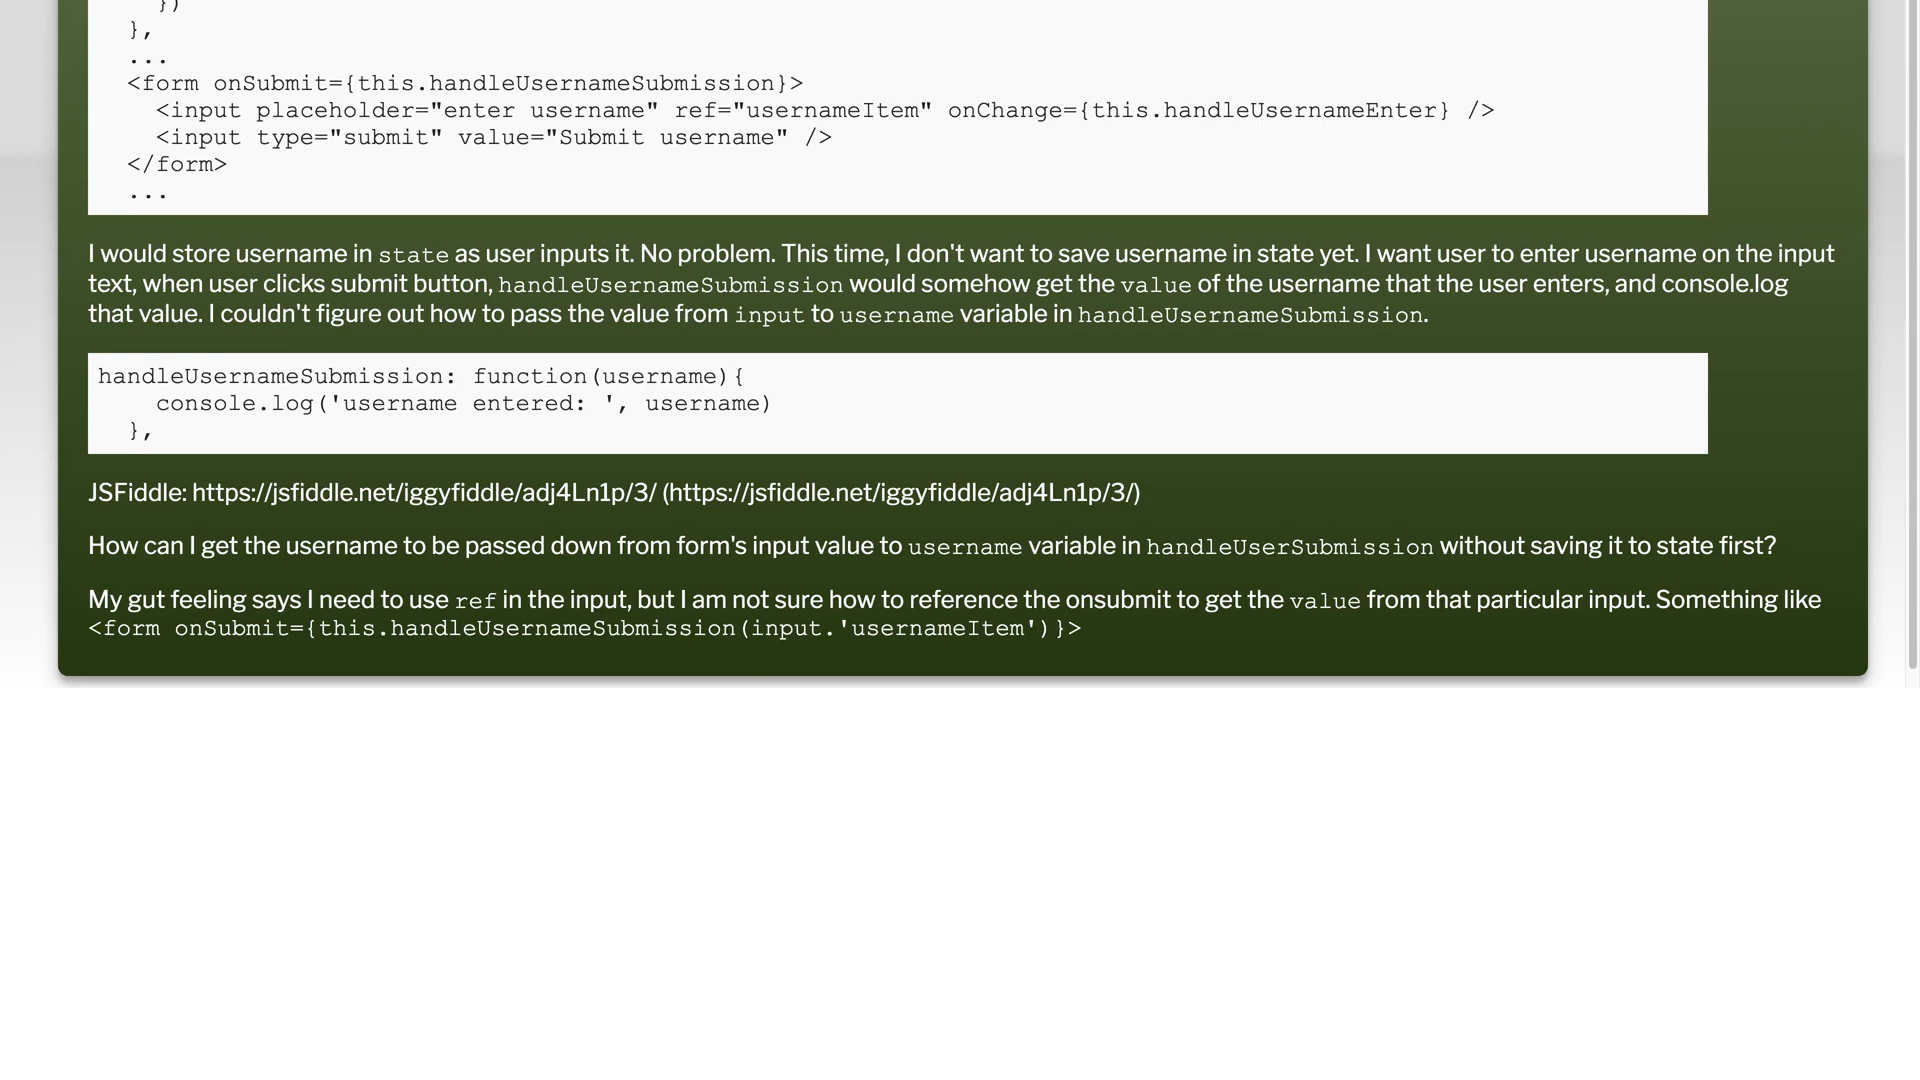 })
},
...
<form onSubmit={this.handleUsernameSubmission}>
<input placeholder="enter username" ref="usernameItem" onChange={this.handleUsernameEnter} />
<input type="submit" value="Submit username" />
</form>
...
I would store username in state as user inputs it. No problem. This time, I don't want to save username in state yet. I want user to enter username on the input
text, when user clicks submit button, handleUsernameSubmission would somehow get the value of the username that the user enters, and console.log
that value. I couldn't figure out how to pass the value from input to username variable in handleUsernameSubmission.
handleUsernameSubmission: function(username){
console.log('username entered: ', username)
},
JSFiddle: https://jsfiddle.net/iggyfiddle/adj4Ln1p/3/ (https://jsfiddle.net/iggyfiddle/adj4Ln1p/3/)
How can I get the username to be passed down from form's input value to username variable in handleUserSubmission without saving it to state first?
My gut feeling says I need to use ref in the input, but I am not sure how to reference the onsubmit to get the value from that particular input. Something like
<form onSubmit={this.handleUsernameSubmission(input.'usernameItem')}>